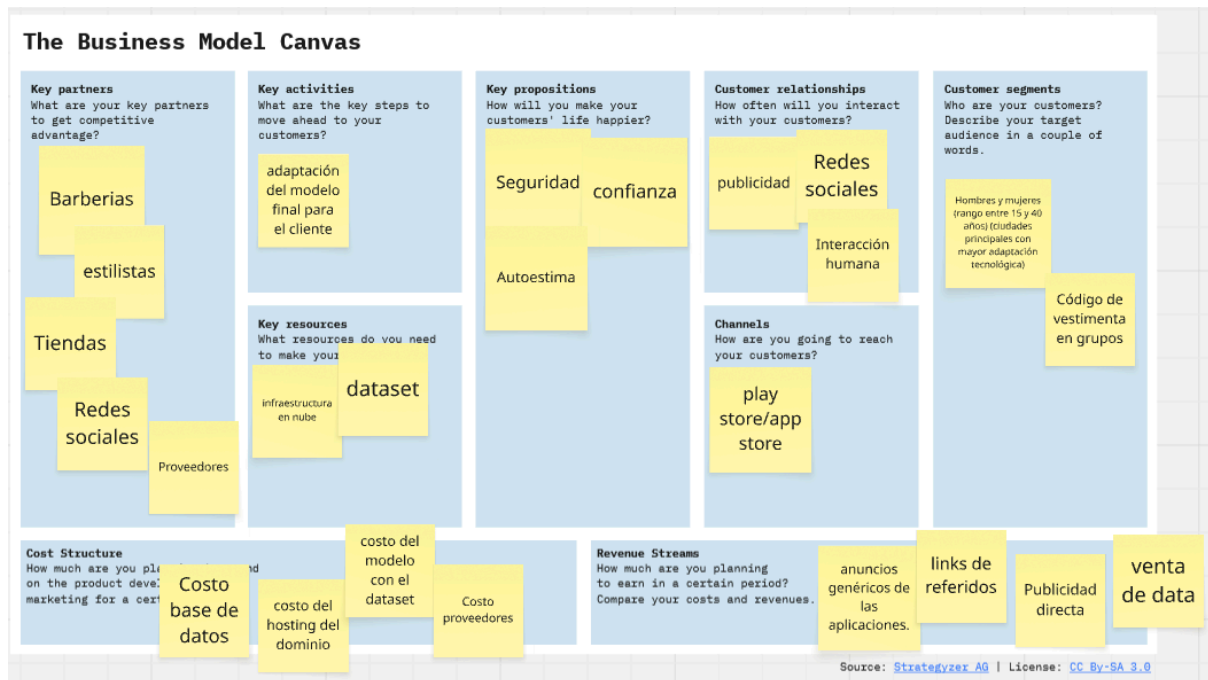 The Business Model Canvas
Key partners
What are your key partners
to get competitive
advantage?
Barberias
estilistas
Tiendas
Redes
sociales
Proveedores
Key activities
What are the key steps to
move ahead to your
customers?
adaptación
del modelo
final para
el cliente
Key resources
What resources do you need
to make your
infraestructura
en nube
dataset
Key propositions
How will you make your
customers' life happier?
Seguridad
confianza
Autoestima
Customer relationships
How often will you interact
with your customers?
publicidad
Redes
sociales
Interacción
humana
Channels
How are you going to reach
your customers?
play
store/app
store
Customer segments
Who are your customers?
Describe your target
audience in a couple of
words.
Hombres y mujeres
(rango entre 15 y 40
años) (ciudades
principales con
mayor adaptación
tecnológica)
Código de
vestimenta
en grupos
Cost Structure
How much are you
on the product
marketing for a
Costo
base de
datos
costo del
hosting del
dominio
costo del
modelo
con el
dataset
Costo
proveedores
Revenue Streams
How much are you planning
to earn in a certain period?
Compare your costs and revenues.
anuncios
genéricos de
las
aplicaciones.
links de
referidos
Publicidad
directa
venta
de data
Source: Strategyzer AG | License: CC By-SA 3.0